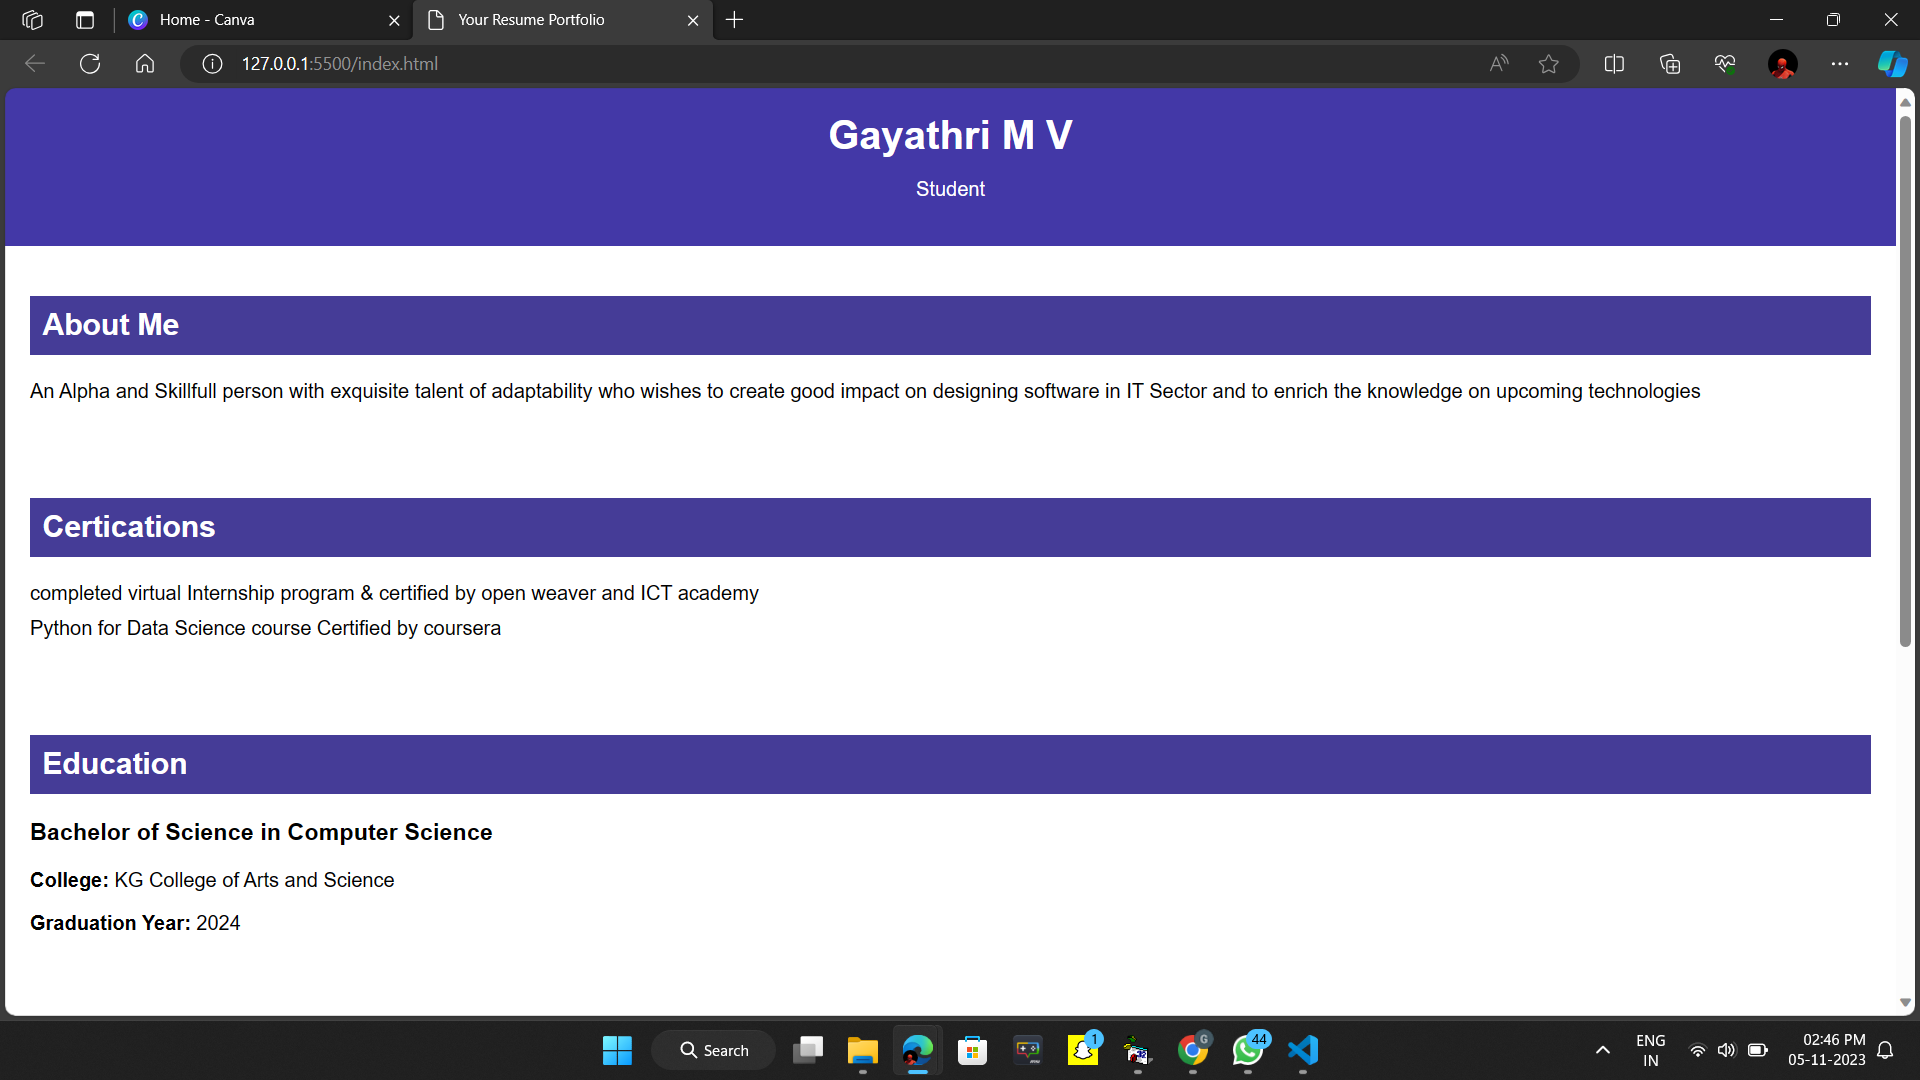 Home - Canva
Your Resume Portfolio
127.0.0.1:5500/index.html
Gayathri M V
Student
About Me
An Alpha and Skillfull person with exquisite talent of adaptability who wishes to create good impact on designing software in IT Sector and to enrich the knowledge on upcoming technologies
Certications
completed virtual Internship program & certified by open weaver and ICT academy
Python for Data Science course Certified by coursera
Education
Bachelor of Science in Computer Science
College: KG College of Arts and Science
Graduation Year: 2024
Search
1
G
44
ENG
IN
02:46 PM
05-11-2023